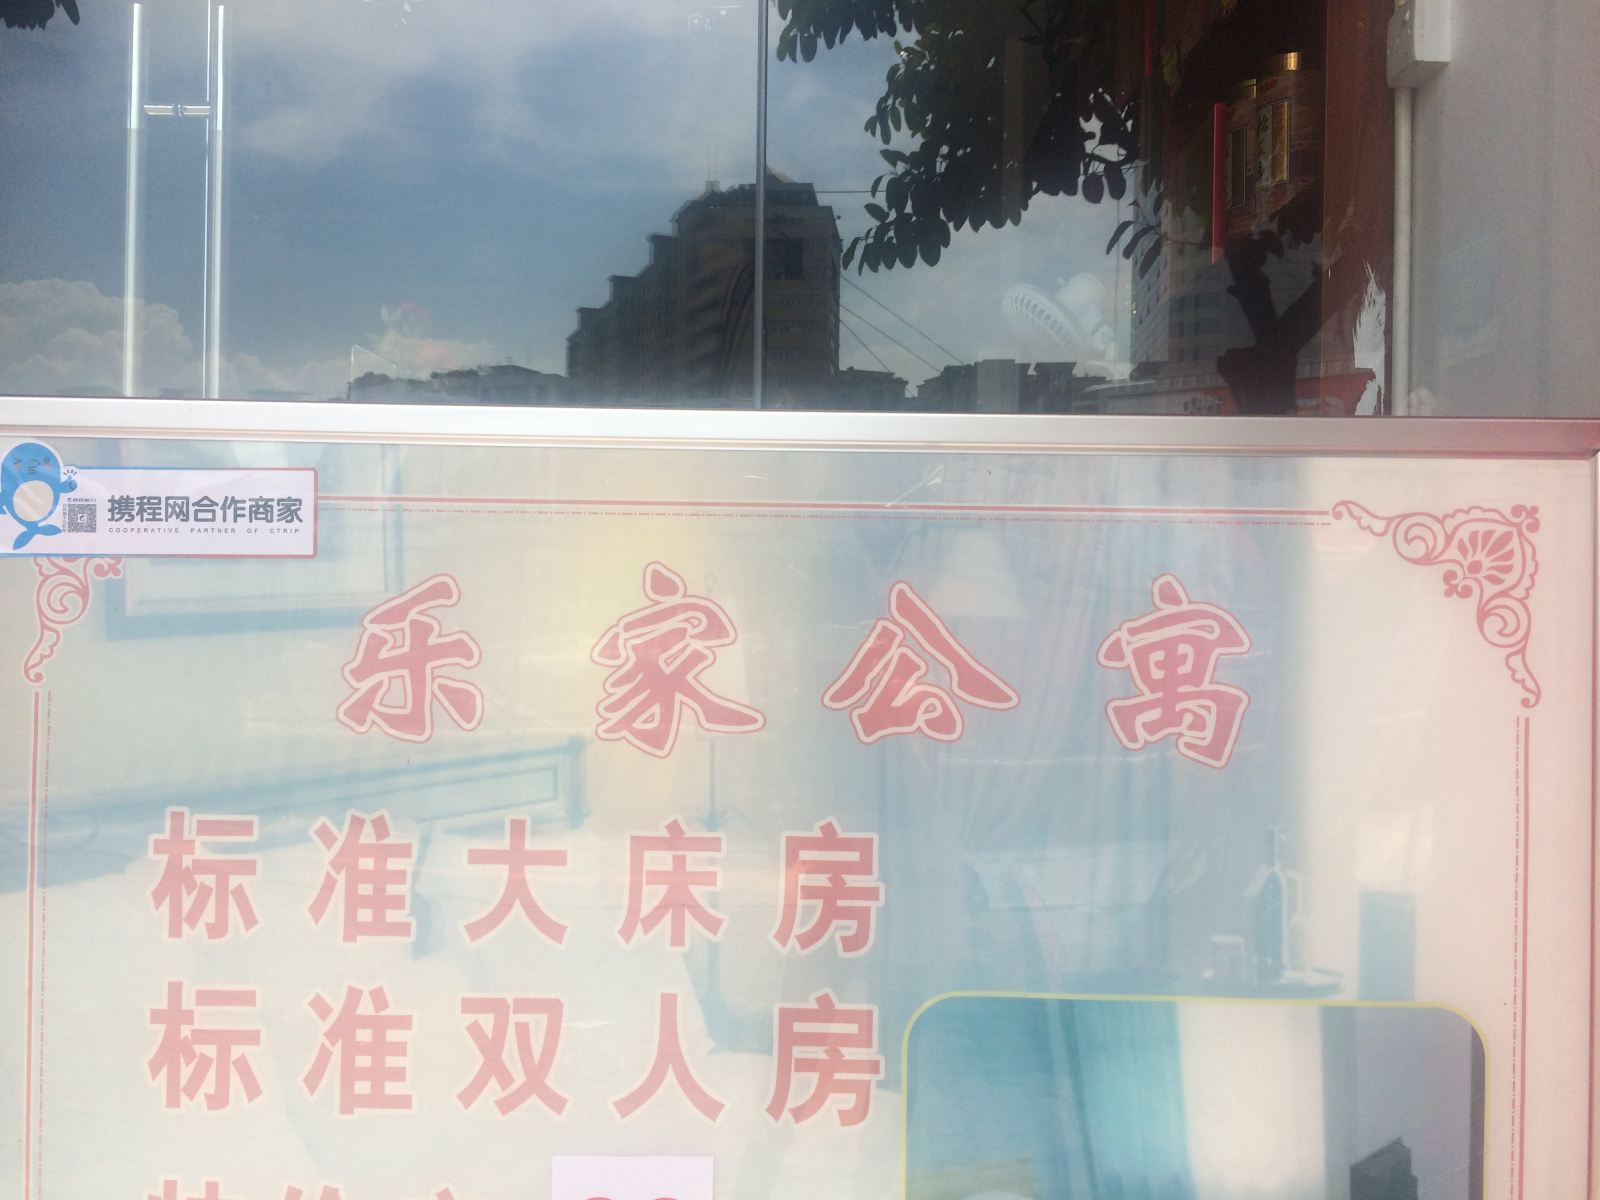 携程网合作商家
COOPERATIVE PARTNER OF CTRIP
乐家公寓
标准大床房
标准双人房